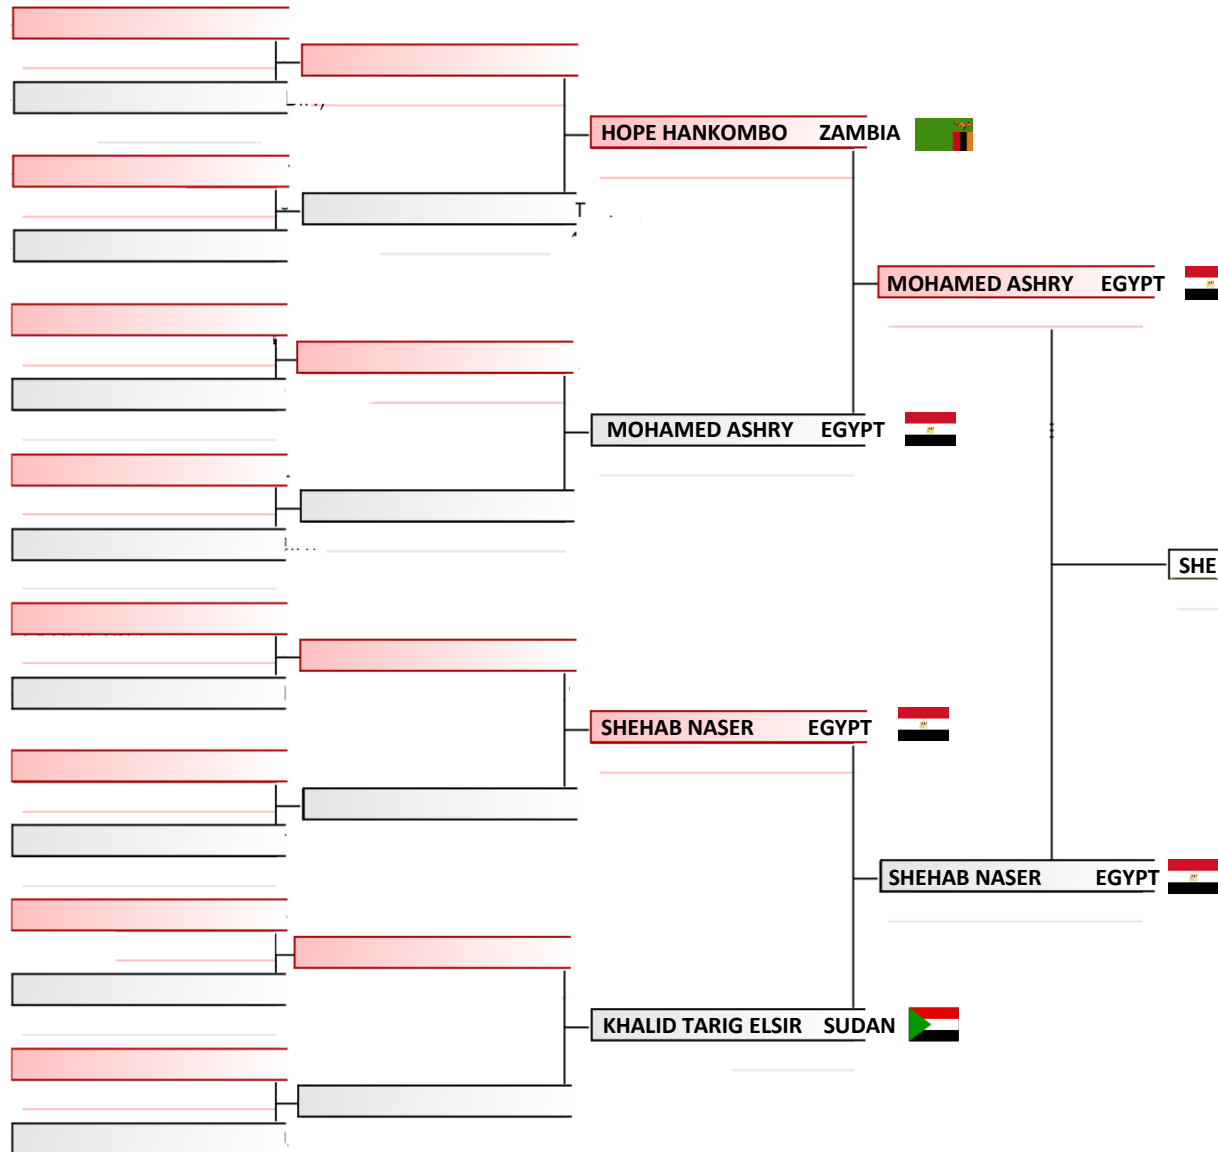 HOPE HANKOMBO ZAMBIA
T
MOHAMED ASHRY EGYPT
MOHAMED ASHRY EGYPT
SHE
SHEHAB NASER EGYPT
SHEHAB NASER EGYPT
KHALID TARIG ELSIR SUDAN